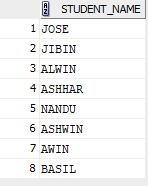 STUDENT_NAME
1 JOSE
2 JIBIN
3 ALWIN
4 ASHHAR
5 NANDU
6 ASHWIN
7 AWIN
8 BASIL